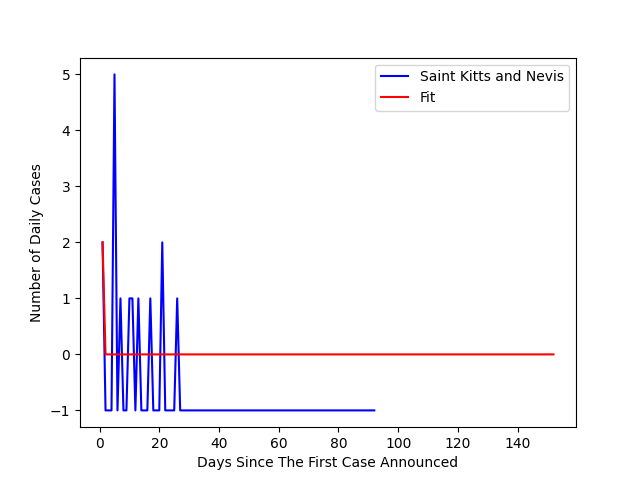 Saint Kitts and Nevis
Fit
Number of Daily Cases
5
4
3
2
1
0
−1
0 20 40 60 80 100 120 140
Days Since The First Case Announced